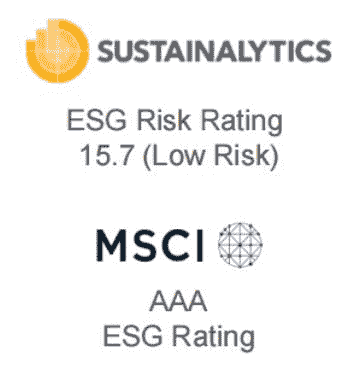 SUSTAINALYTICS
ESG Risk Rating
15.7 (Low Risk)
MSCI
AAA
ESG Rating